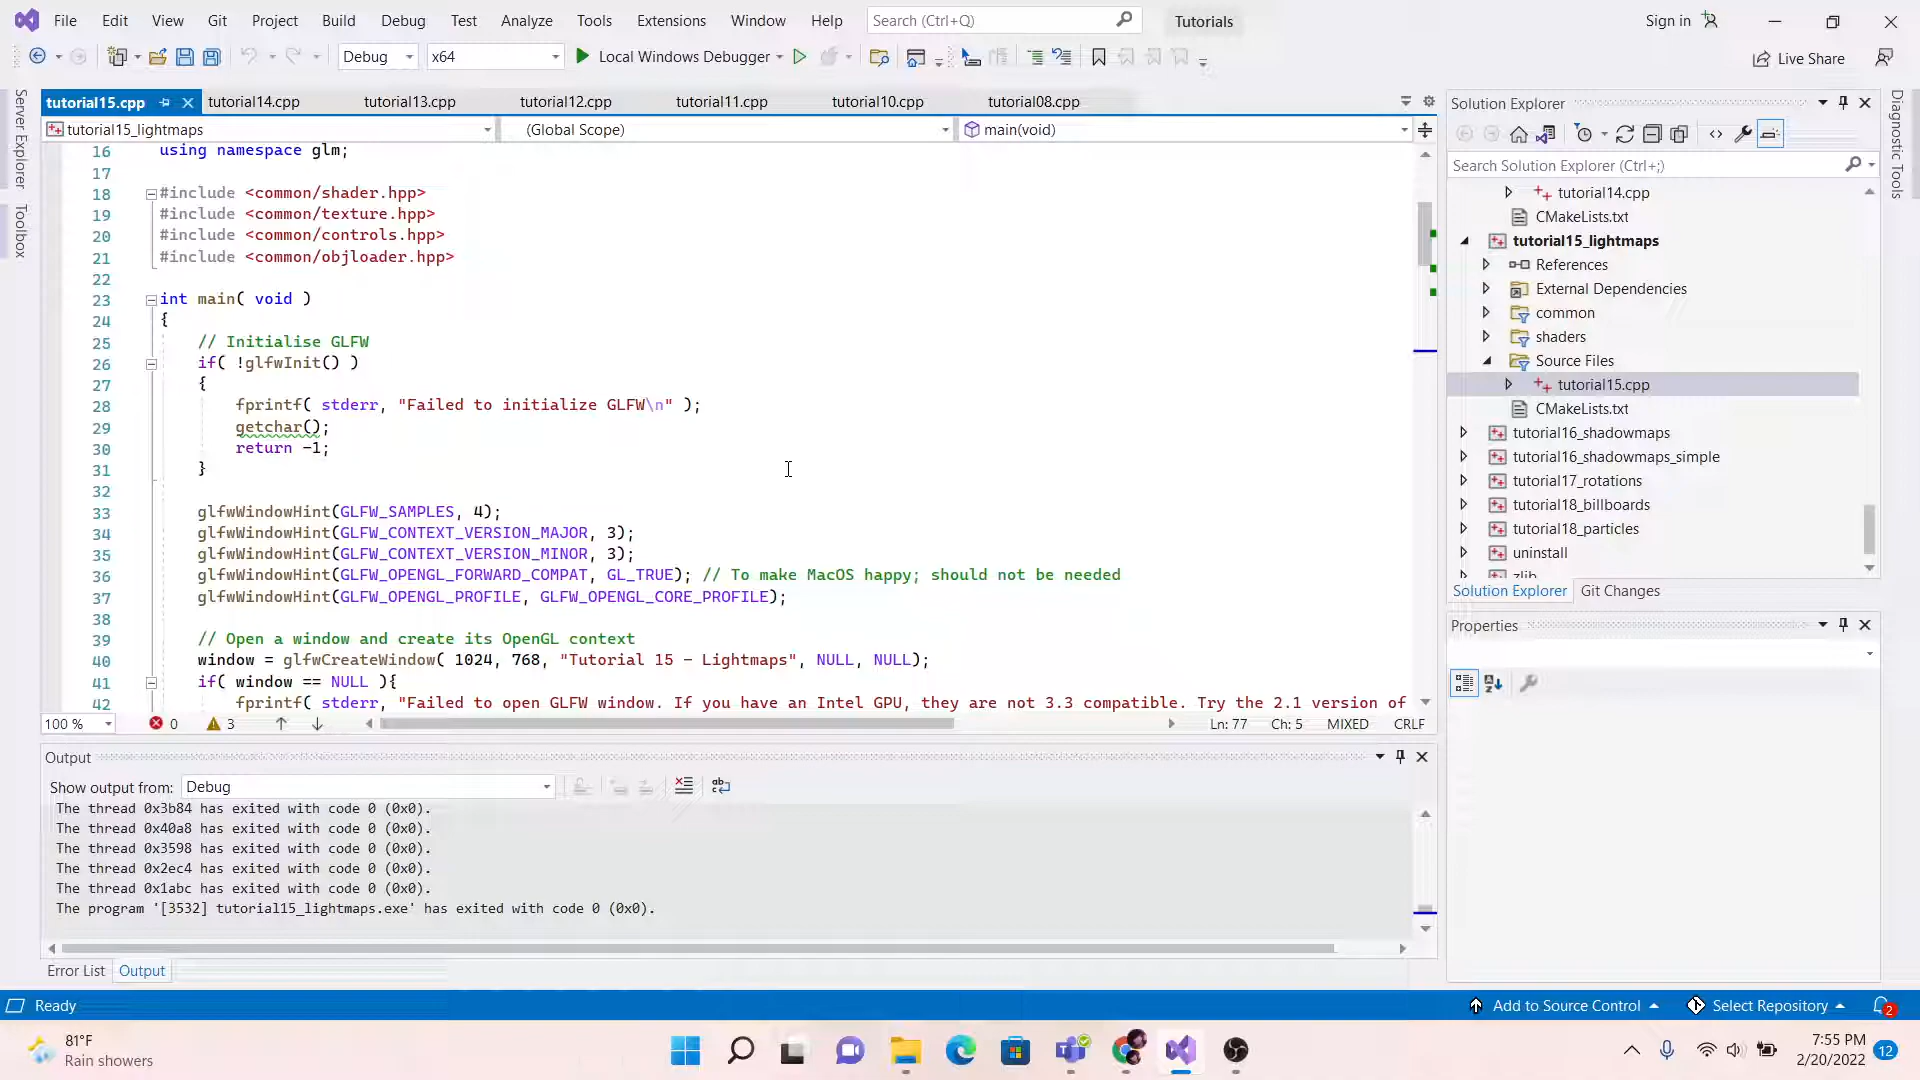 File Edit View Git Project Build Debug Test Analyze Tools Extensions Window Help Search (Ctrl+Q) Tutorials Sign in
Debug x64 Local Windows Debugger Live Share
Server Explorer
Toolbox
tutorial15.cpp tutorial14.cpp tutorial13.cpp tutorial12.cpp tutorial11.cpp tutorial10.cpp tutorial08.cpp
tutorial15_lightmaps (Global Scope) main(void)
16 using namespace glm;
17
18 #include <common/shader.hpp>
19 #include <common/texture.hpp>
20 #include <common/controls.hpp>
21 #include <common/objloader.hpp>
22
23 int main( void )
24 {
25 // Initialise GLFW
26 if( !glfwInit() )
27 {
28 fprintf( stderr, "Failed to initialize GLFW\n" );
29 getchar();
30 return -1;
31 }
32
33 glfwWindowHint(GLFW_SAMPLES, 4);
34 glfwWindowHint(GLFW_CONTEXT_VERSION_MAJOR, 3);
35 glfwWindowHint(GLFW_CONTEXT_VERSION_MINOR, 3);
36 glfwWindowHint(GLFW_OPENGL_FORWARD_COMPAT, GL_TRUE); // To make MacOS happy; should not be needed
37 glfwWindowHint(GLFW_OPENGL_PROFILE, GLFW_OPENGL_CORE_PROFILE);
38
39 // Open a window and create its OpenGL context
40 window = glfwCreateWindow( 1024, 768, "Tutorial 15 - Lightmaps", NULL, NULL);
41 if( window == NULL ){
42 fprintf( stderr, "Failed to open GLFW window. If you have an Intel GPU, they are not 3.3 compatible. Try the 2.1 version of
100 % 0 3 Ln: 77 Ch: 5 MIXED CRLF
Output
Show output from: Debug
The thread 0x3b84 has exited with code 0 (0x0).
The thread 0x40a8 has exited with code 0 (0x0).
The thread 0x3598 has exited with code 0 (0x0).
The thread 0x2ec4 has exited with code 0 (0x0).
The thread 0x1abc has exited with code 0 (0x0).
The program '[3532] tutorial15_lightmaps.exe' has exited with code 0 (0x0).
Error List Output
Solution Explorer
Search Solution Explorer (Ctrl+;)
tutorial14.cpp
CMakeLists.txt
tutorial15_lightmaps
References
External Dependencies
common
shaders
Source Files
tutorial15.cpp
CMakeLists.txt
tutorial16_shadowmaps
tutorial16_shadowmaps_simple
tutorial17_rotations
tutorial18_billboards
tutorial18_particles
uninstall
zlib
Solution Explorer Git Changes
Properties
Diagnostic Tools
Ready Add to Source Control Select Repository 2
81°F
Rain showers
7:55 PM
2/20/2022 12